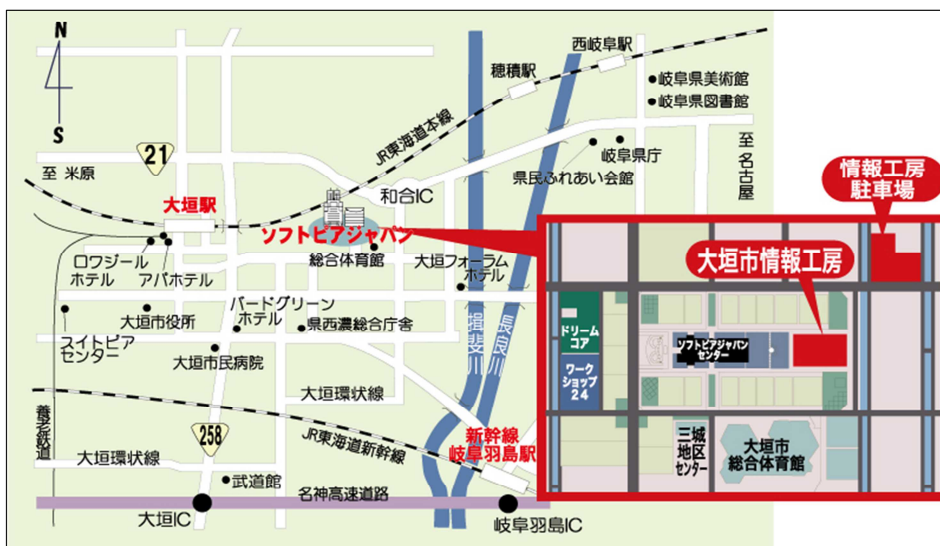 N
S
21
至 米原
大垣駅
JR東海道本線
穂積駅
西岐阜駅
岐阜県美術館
岐阜県図書館
岐阜県庁
県民ふれあい会館
至 名古屋
和合IC
ソフトピアジャパン
総合体育館
大垣フォーラム
ホテル
ロワジール
ホテル
アパホテル
大垣市役所
スイトピア
センター
バードグリーン
ホテル
県西濃総合庁舎
大垣市民病院
揖斐川
長良川
大垣環状線
養老鉄道
258
JR東海道新幹線
新幹線
岐阜羽島駅
大垣環状線
武道館
名神高速道路
大垣IC
岐阜羽島IC
情報工房
駐車場
大垣市情報工房
ドリーム
コア
ソフトピアジャパン
センター
ワーク
ショップ
24
三城
地区
センター
大垣市
総合体育館